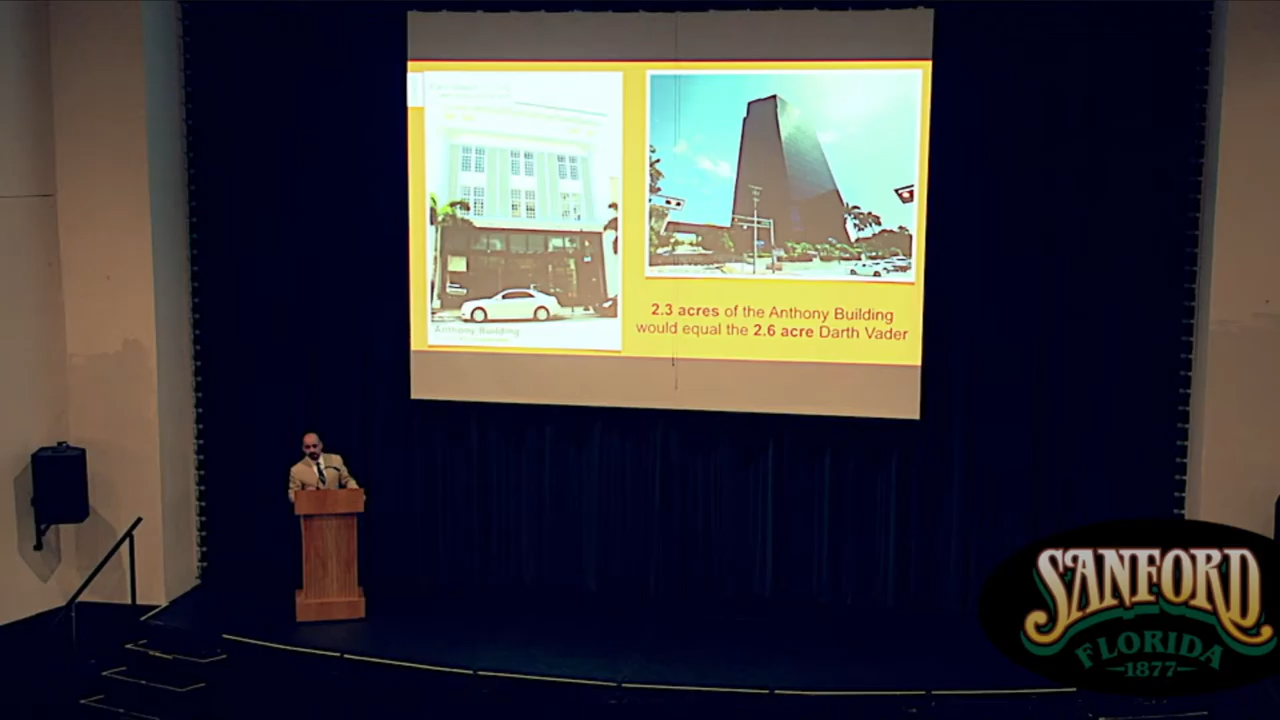 Anthony Building
2.3 acres of the Anthony Building
would equal the 2.6 acre Darth Vader
SANFORD
FLORIDA
1877